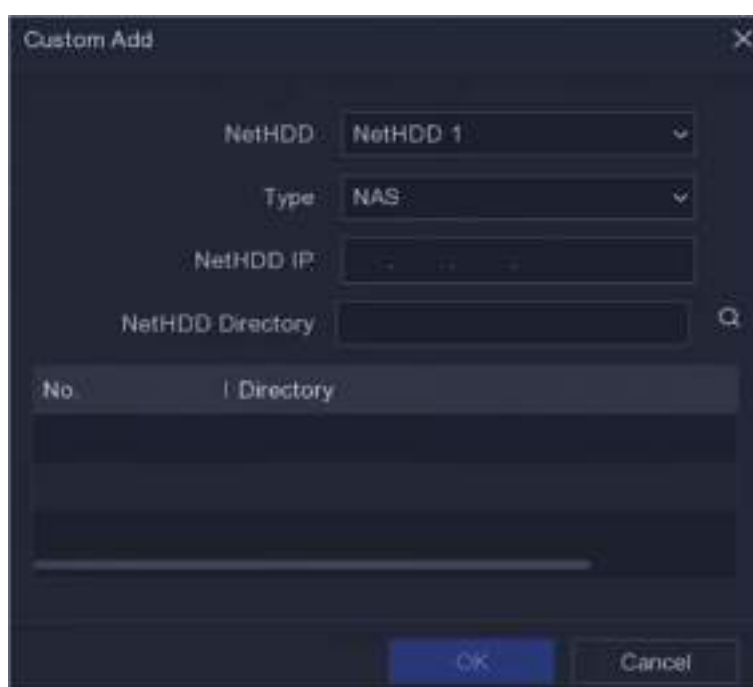 Custom Add
NetHDD NetHDD 1
Type NAS
NetHDD IP . . .
NetHDD Directory
No. Directory
OK Cancel